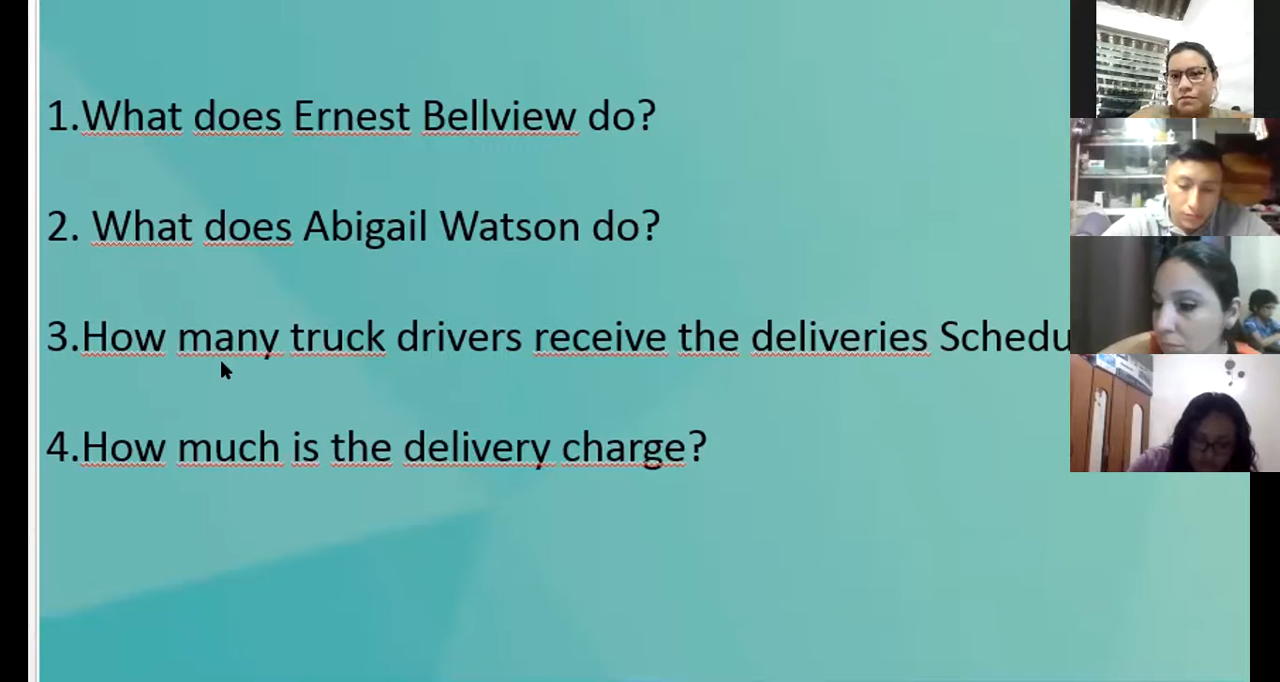 1.What does Ernest Bellview do?
2. What does Abigail Watson do?
3.How many truck drivers receive the deliveries
4.How much is the delivery charge?